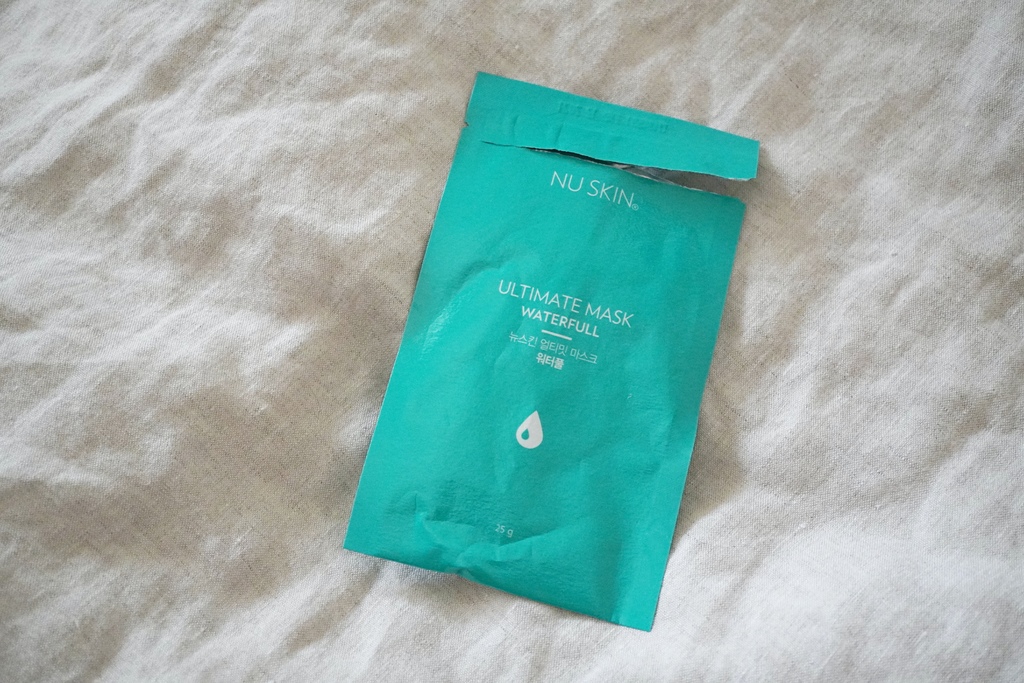 NU SKIN®
ULTIMATE MASK
WATERFULL
뉴스킨 얼티밋 마스크
워터풀
25 g